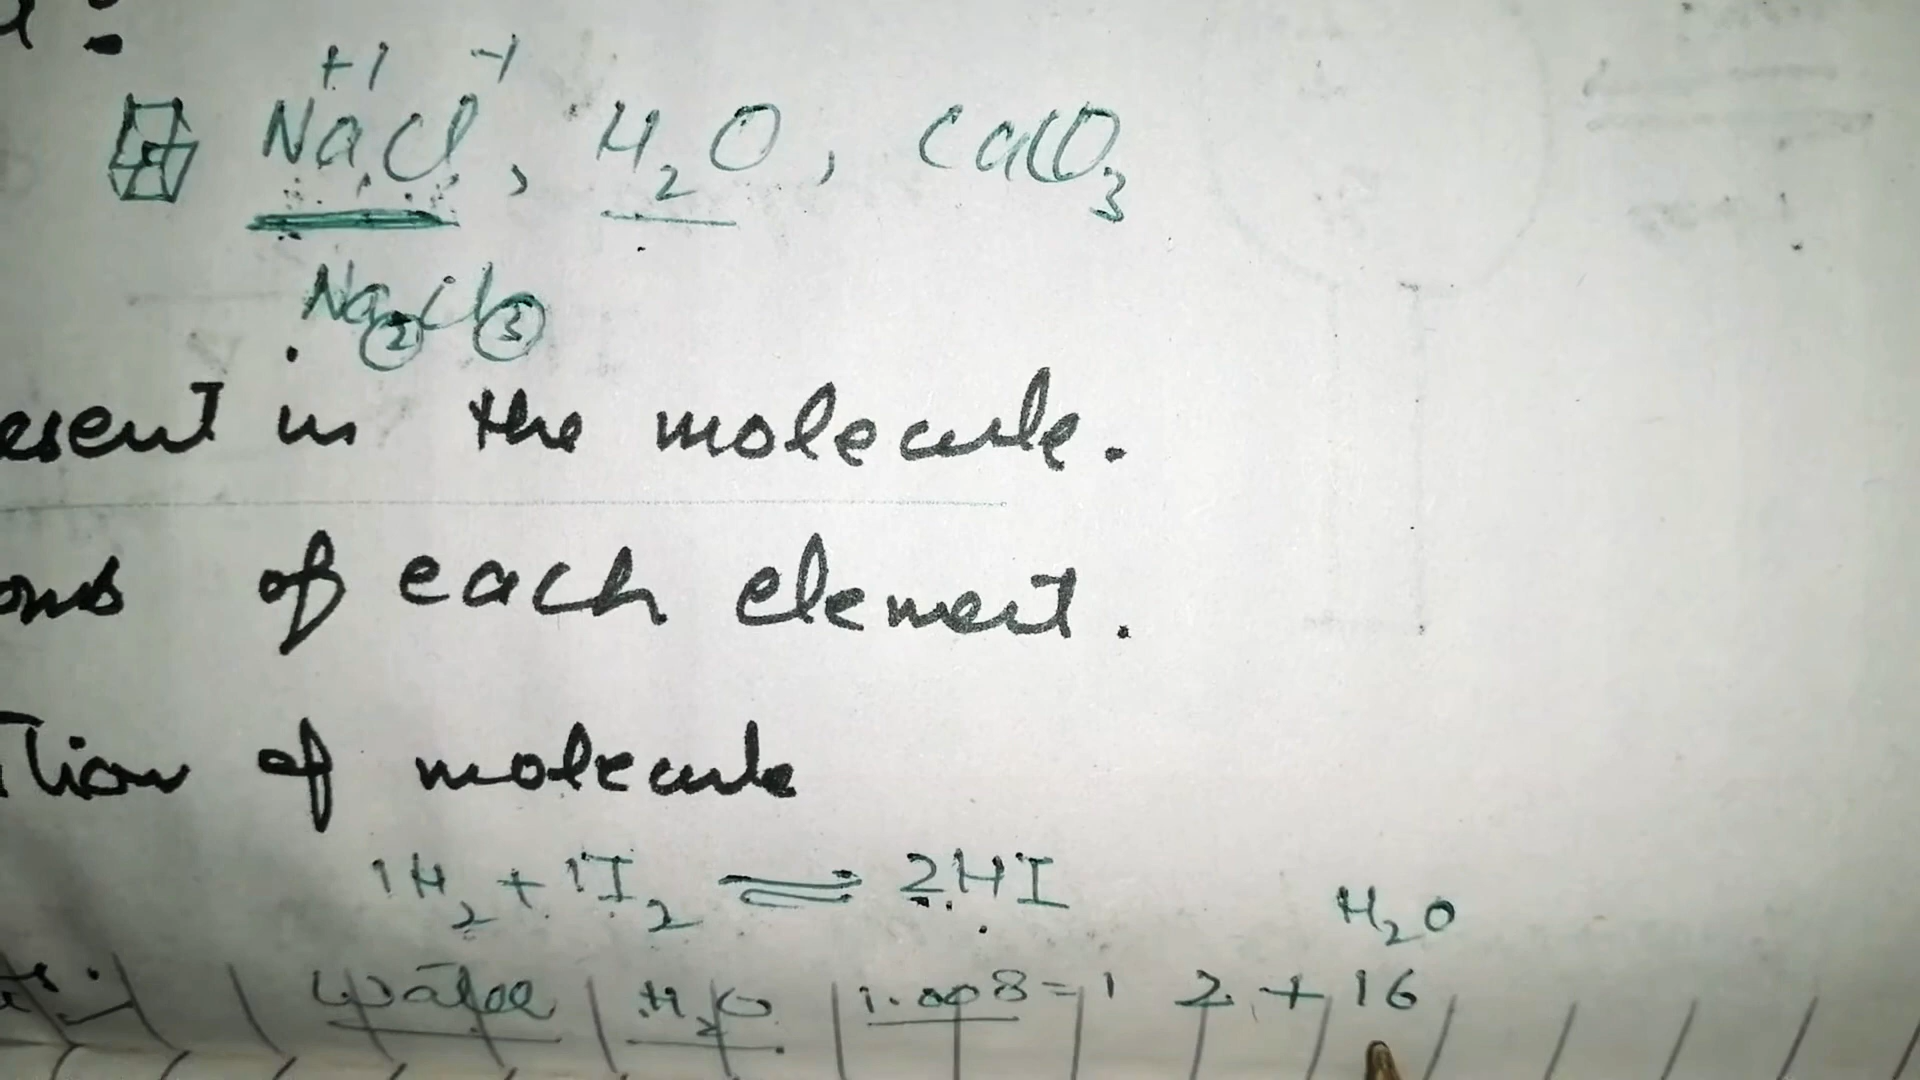 +1 -1
NaCl, H₂O, CaCO₃
Na₂Cl₃
esent in the molecule.
oms of each element.
tion of molecule
1H₂ + 1I₂ ⇌ 2HI
H₂O
Water H₂O 1.008=1 2 + 16